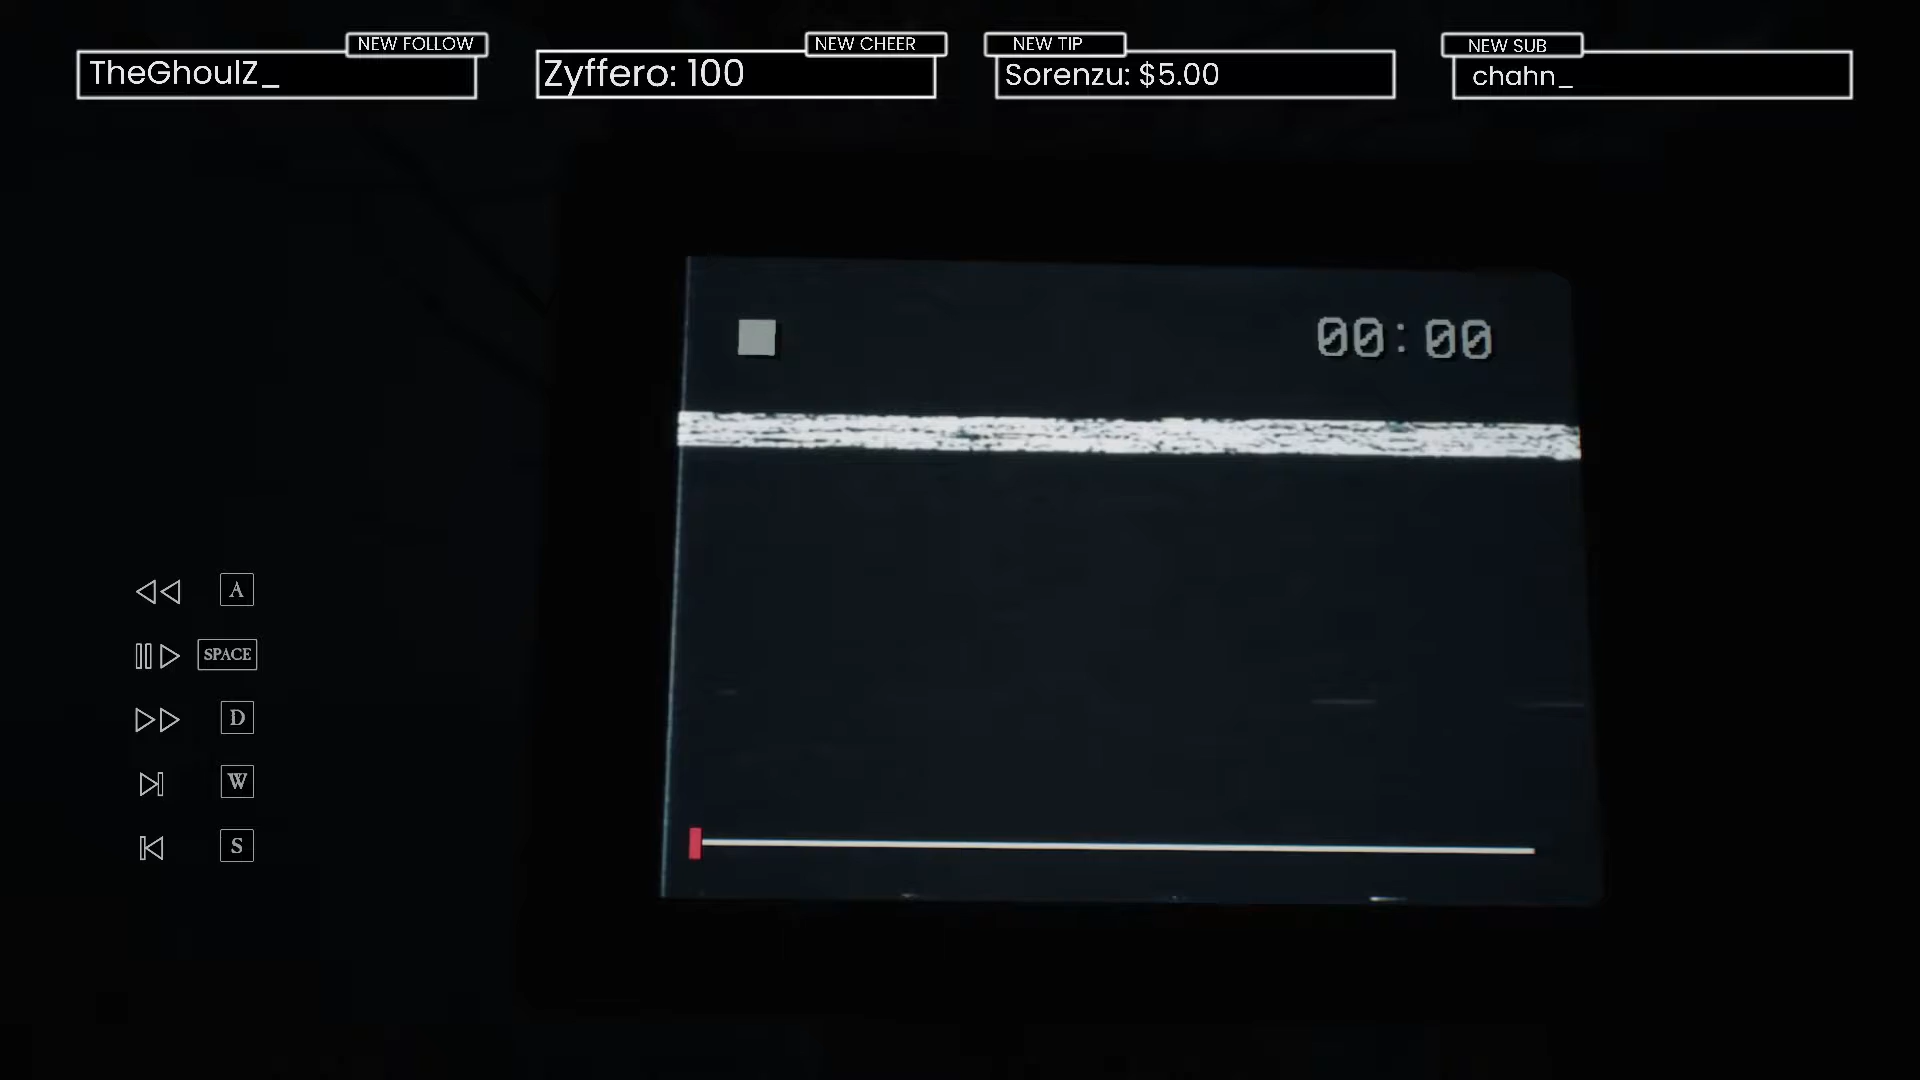 NEW FOLLOW
TheGhoulZ_
NEW CHEER
Zyffero: 100
NEW TIP
Sorenzu: $5.00
NEW SUB
chahn_
00:00
A
SPACE
D
W
S